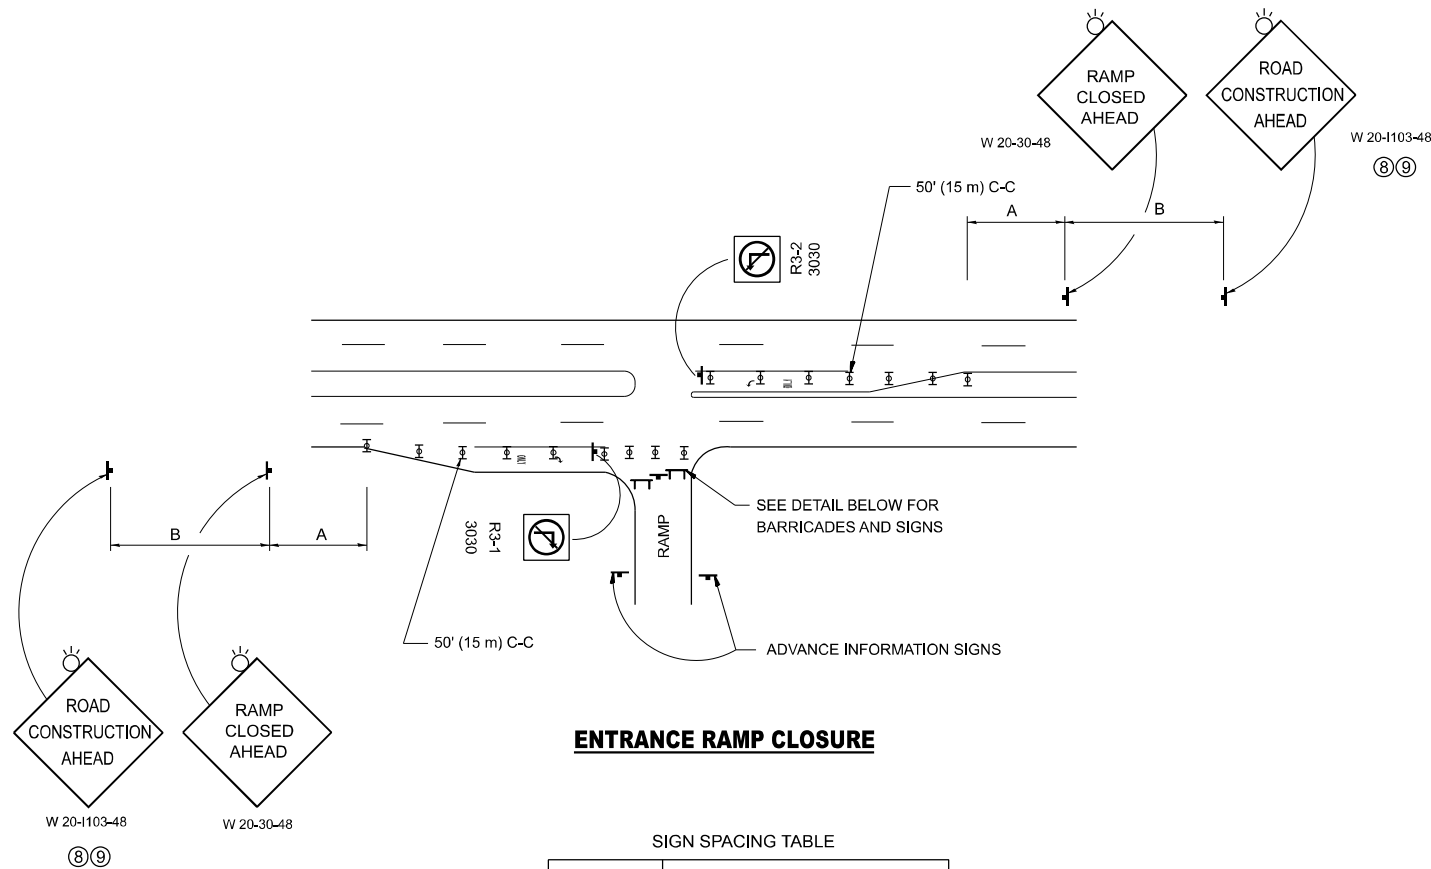 RAMP
CLOSED
AHEAD
W 20-30-48
ROAD
CONSTRUCTION
AHEAD
W 20-I103-48
⑧⑨
50' (15 m) C-C
A
B
R3-2
3030
ONLY
ONLY
B
A
R3-1
3030
RAMP
SEE DETAIL BELOW FOR
BARRICADES AND SIGNS
50' (15 m) C-C
ADVANCE INFORMATION SIGNS
ROAD
CONSTRUCTION
AHEAD
W 20-I103-48
⑧⑨
RAMP
CLOSED
AHEAD
W 20-30-48
ENTRANCE RAMP CLOSURE
SIGN SPACING TABLE